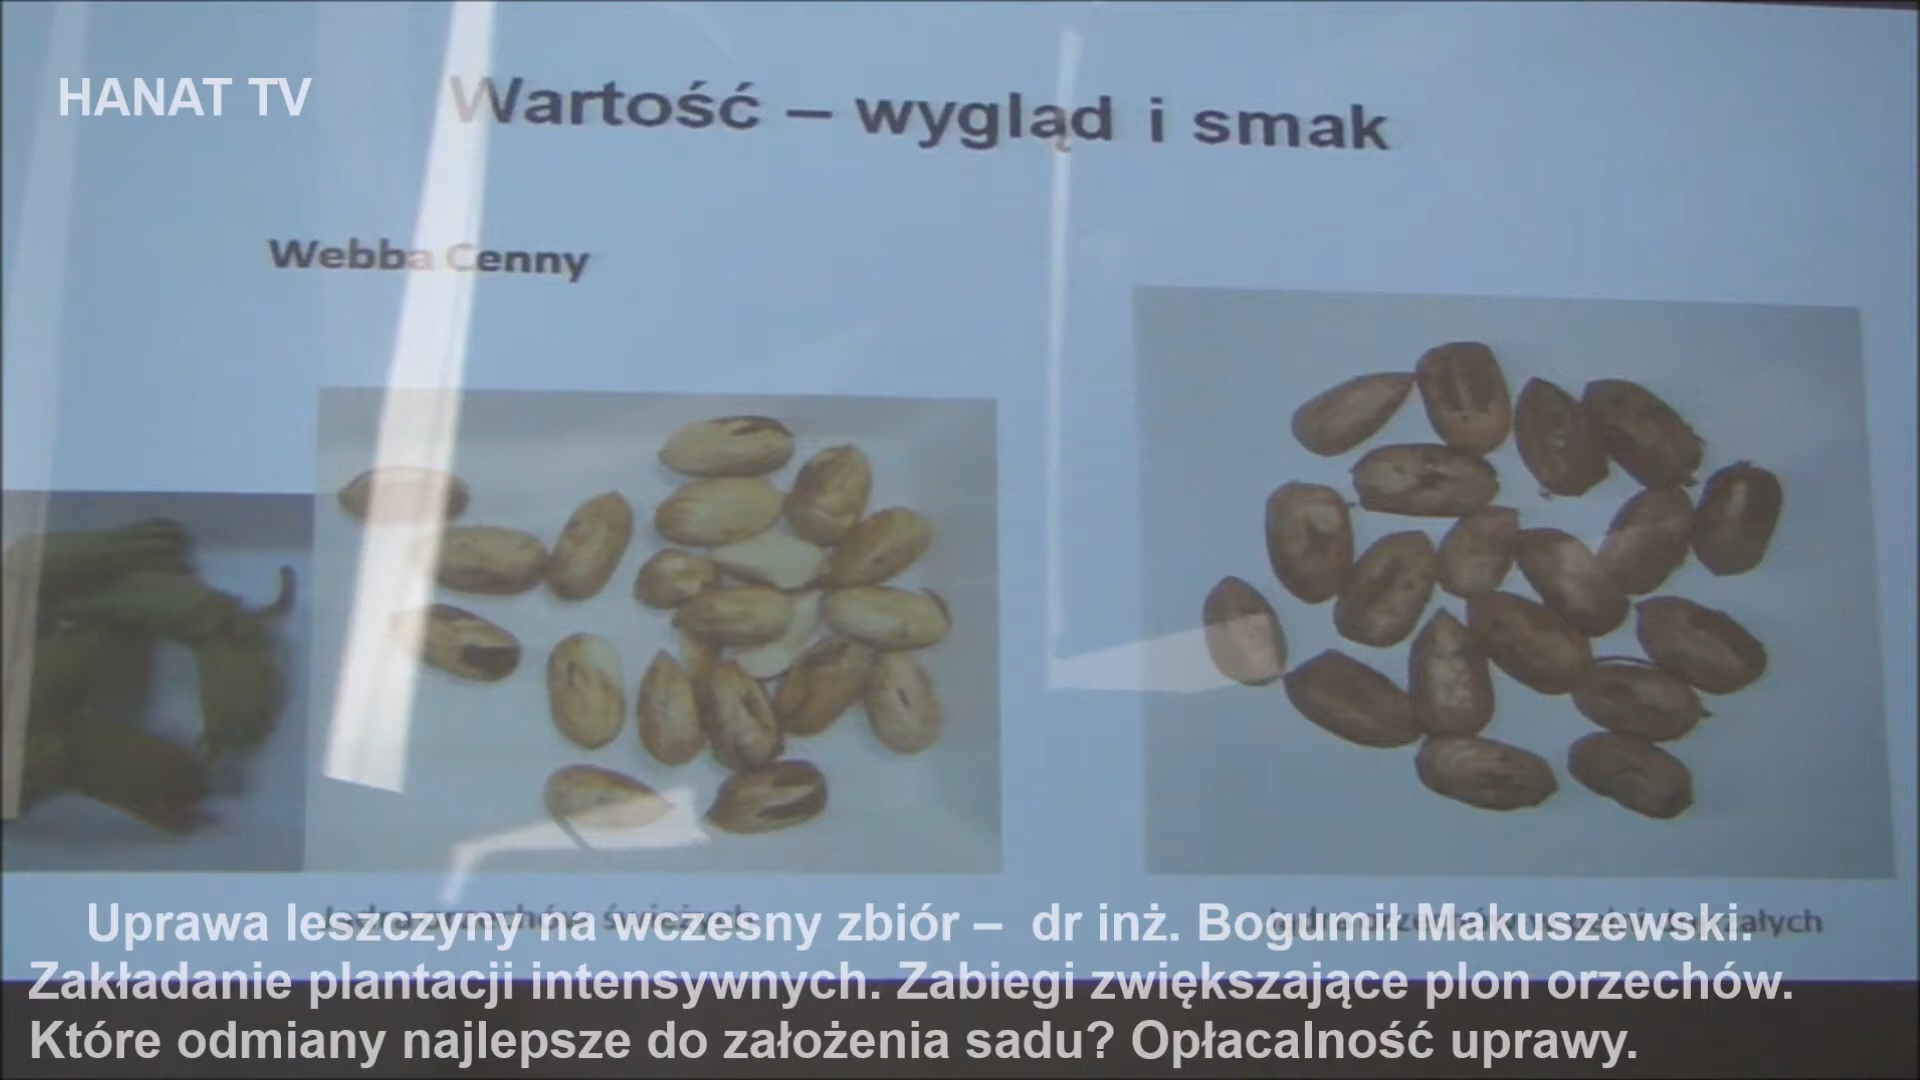 HANAT TV
Wartość – wygląd i smak
Webba Cenny
Uprawa leszczyny na wczesny zbiór – dr inż. Bogumił Makuszewski.
Zakładanie plantacji intensywnych. Zabiegi zwiększające plon orzechów.
Które odmiany najlepsze do założenia sadu? Opłacalność uprawy.